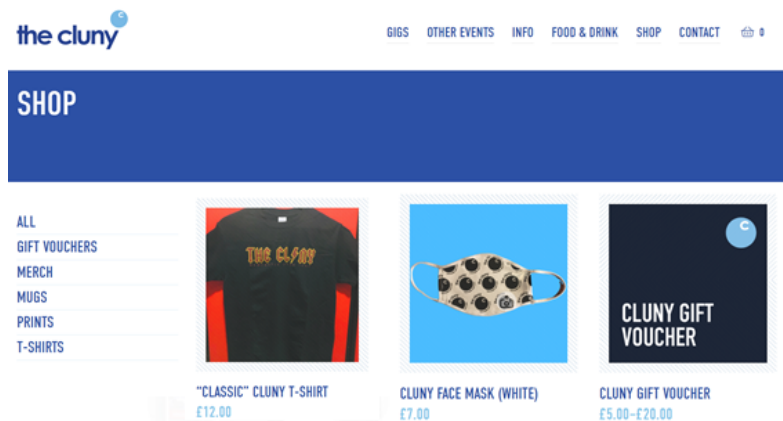 the cluny
c
GIGS OTHER EVENTS INFO FOOD & DRINK SHOP CONTACT 0
SHOP
ALL
GIFT VOUCHERS
MERCH
MUGS
PRINTS
T-SHIRTS
THE CLUNY
"CLASSIC" CLUNY T-SHIRT
£12.00
CLUNY FACE MASK (WHITE)
£7.00
c
CLUNY GIFT
VOUCHER
CLUNY GIFT VOUCHER
£5.00–£20.00